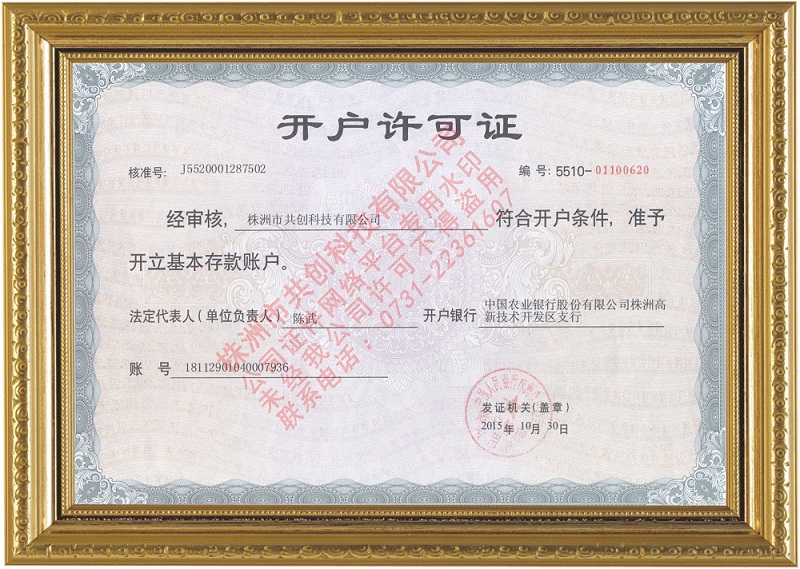 开户许可证
核准号: J5520001287502 编号: 5510-01100620
经审核, 株洲市共创科技有限公司 符合开户条件, 准予
开立基本存款账户。
法定代表人(单位负责人) 陈武 开户银行 中国农业银行股份有限公司株洲高
新技术开发区支行
账 号 18112901040007936
发证机关(盖章)
2015年 10月 30日
株洲市共创科技有限公司
公司证件网络平台专用水印
未经我公司许可不得盗用
联系电话:0731-22361607